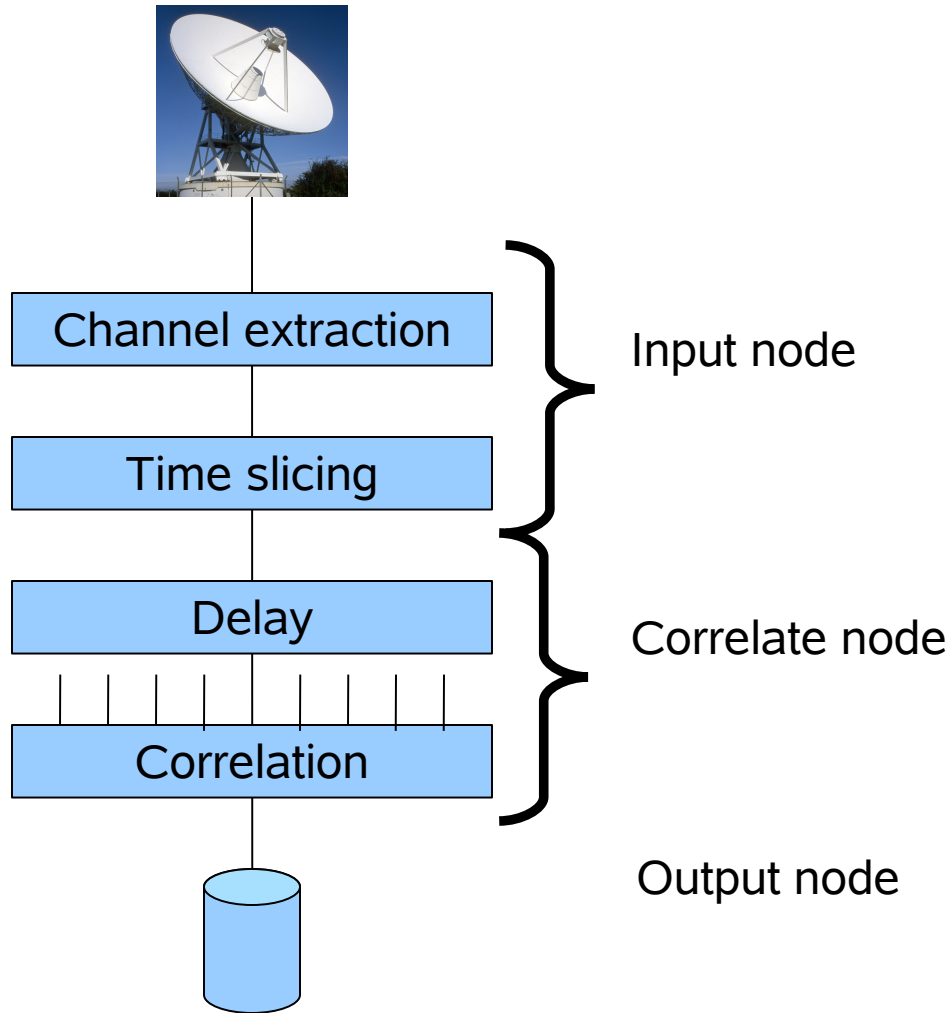 Channel extraction
Input node
Time slicing
Delay
Correlate node
Correlation
Output node